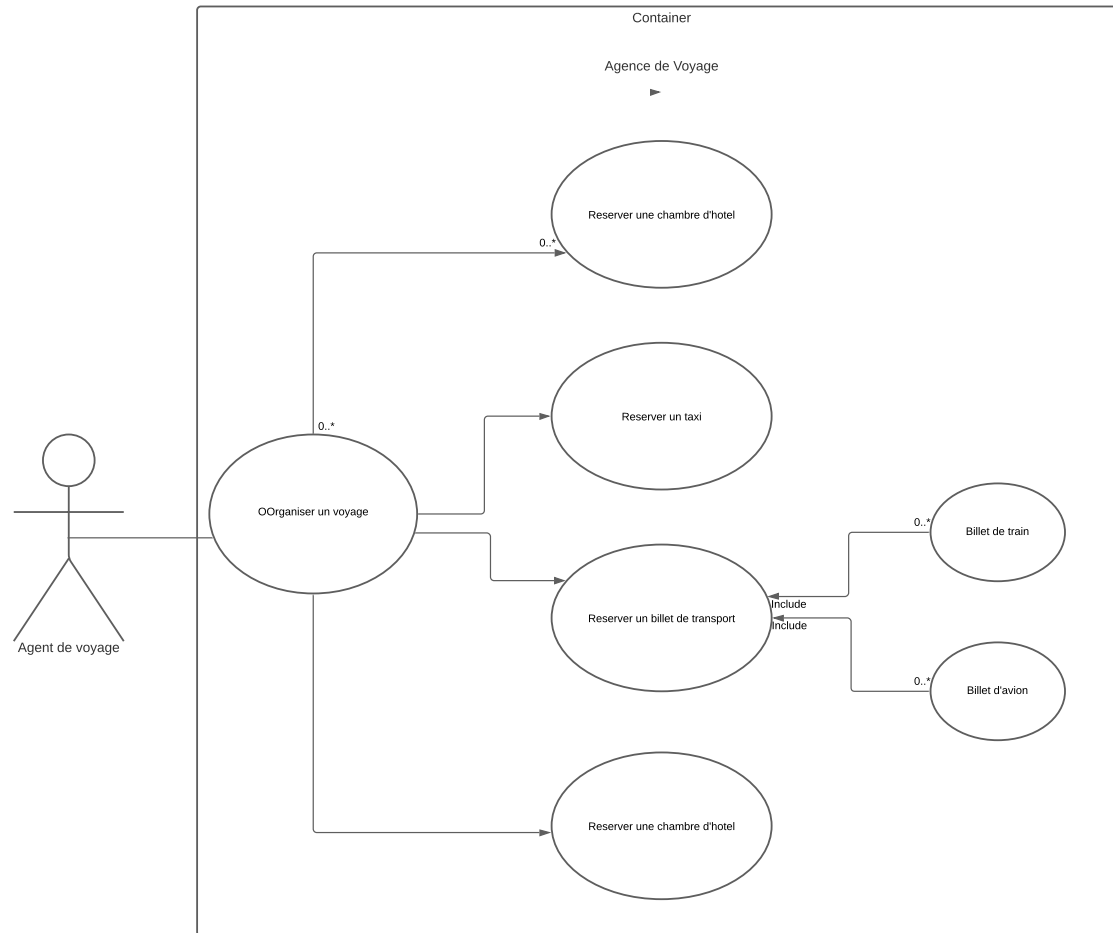 Container
Agence de Voyage
Reserver une chambre d'hotel
0..*
Reserver un taxi
0..*
OOrganiser un voyage
0..*
Billet de train
Include
Reserver un billet de transport
Include
Agent de voyage
0..*
Billet d'avion
Reserver une chambre d'hotel